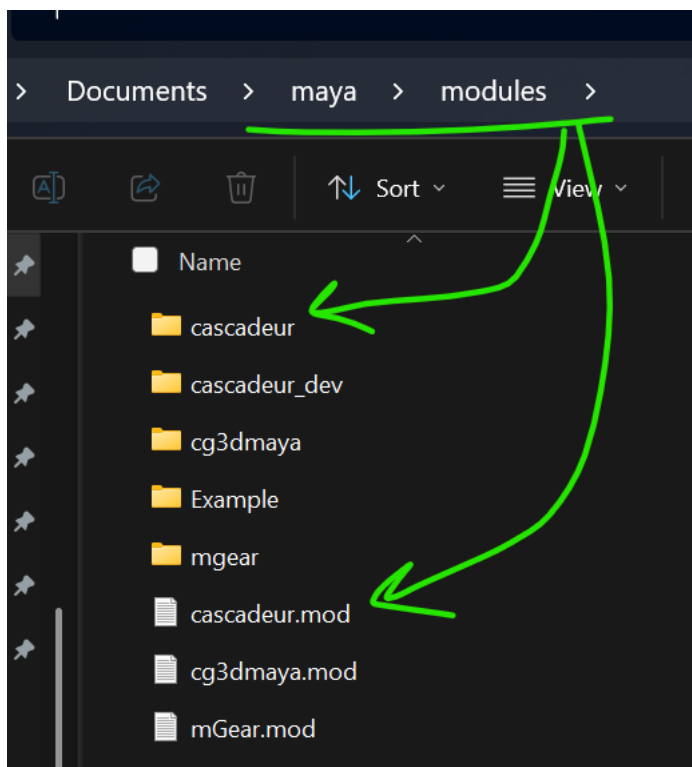 > Documents > maya > modules >
Sort View
Name
cascadeur
cascadeur_dev
cg3dmaya
Example
mgear
cascadeur.mod
cg3dmaya.mod
mGear.mod